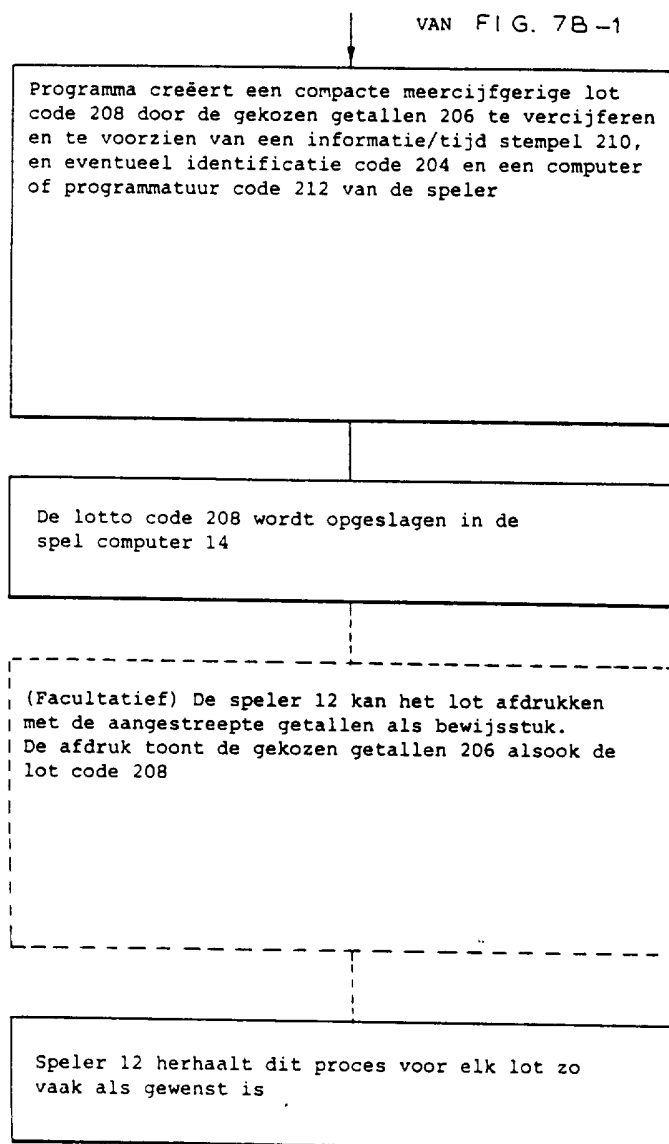 VAN FIG. 7B-1
Programma creëert een compacte meercijfgerige lot
code 208 door de gekozen getallen 206 te vercijferen
en te voorzien van een informatie/tijd stempel 210,
en eventueel identificatie code 204 en een computer
of programmatuur code 212 van de speler
De lotto code 208 wordt opgeslagen in de
spel computer 14
(Facultatief) De speler 12 kan het lot afdrukken
met de aangestreepte getallen als bewijsstuk.
De afdruk toont de gekozen getallen 206 alsook de
lot code 208
Speler 12 herhaalt dit proces voor elk lot zo
vaak als gewenst is